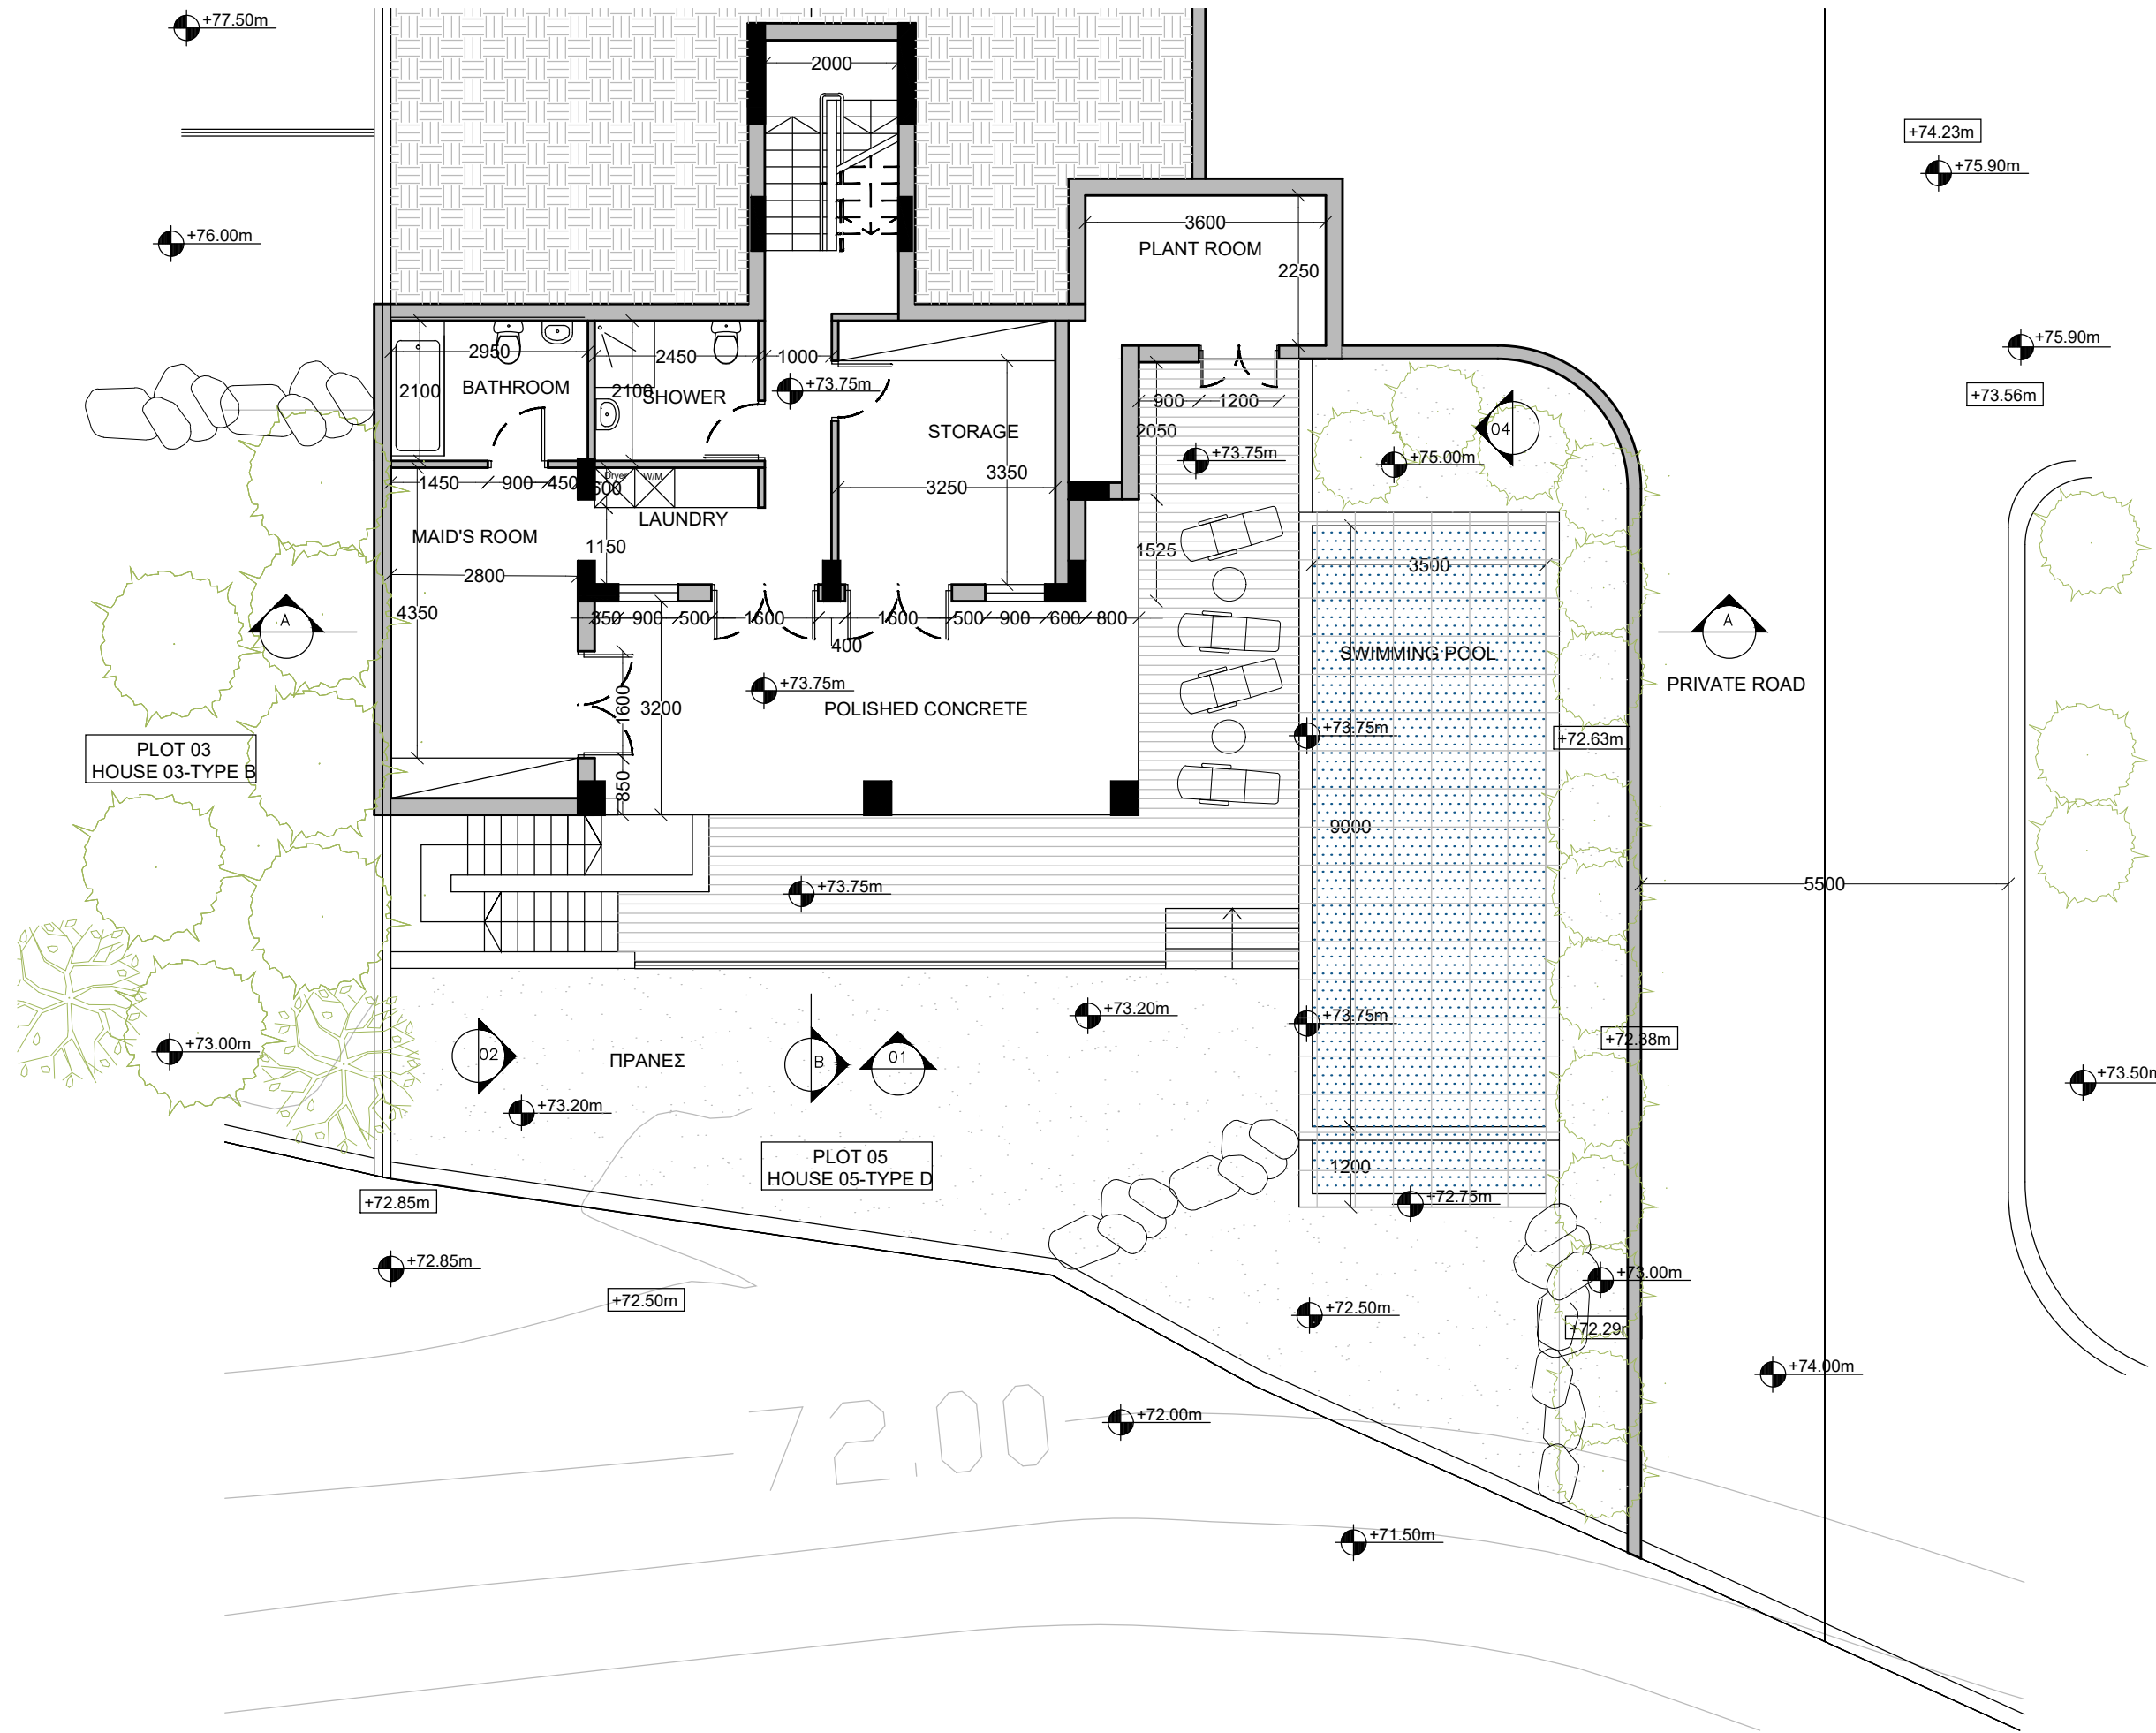 +77.50m
2000
+74.23m
+75.90m
+76.00m
3600
PLANT ROOM
2250
+75.90m
+73.56m
2950
2450
1000
BATHROOM
2100
SHOWER
2100
+73.75m
900
1200
STORAGE
2050
+73.75m
+75.00m
04
3350
3250
1450
900
450
600
Dryer
W/M
LAUNDRY
MAID'S ROOM
1150
1525
2800
3500
4350
A
350
900
500
1600
400
1600
500
900
600
800
A
SWIMMING POOL
PRIVATE ROAD
+73.75m
POLISHED CONCRETE
1600
3200
850
+73.75m
+72.63m
PLOT 03
HOUSE 03-TYPE B
9000
5500
+73.75m
+73.20m
+73.75m
+72.38m
+73.00m
02
ΠΡΑΝΕΣ
B
01
+73.50m
+73.20m
PLOT 05
HOUSE 05-TYPE D
1200
+72.75m
+72.85m
+72.85m
+72.50m
+73.00m
+72.50m
+72.29m
+74.00m
72.00
+72.00m
+71.50m